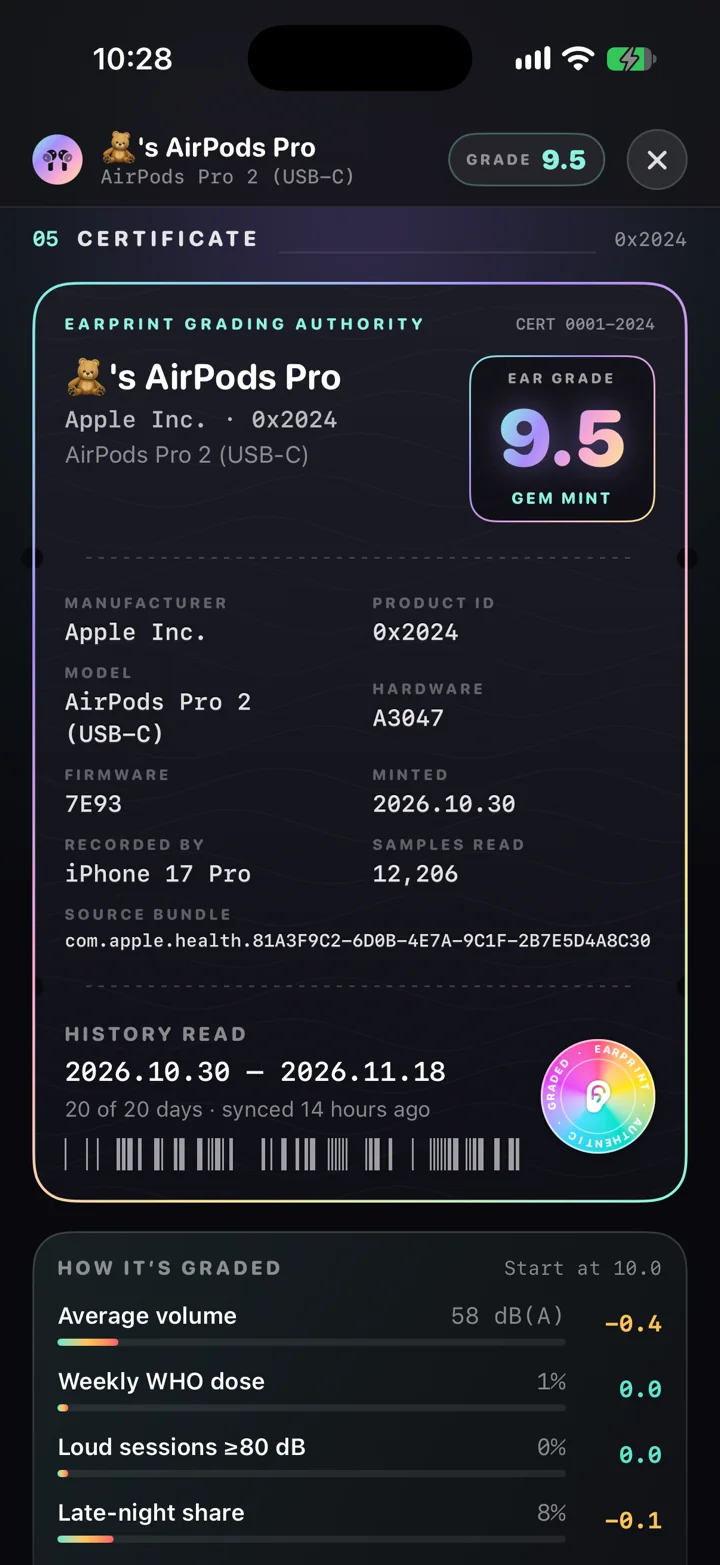 10:28
🧸's AirPods Pro
AirPods Pro 2 (USB-C)
GRADE 9.5
05 CERTIFICATE 0x2024
EARPRINT GRADING AUTHORITY CERT 0001-2024
🧸's AirPods Pro
Apple Inc. · 0x2024
AirPods Pro 2 (USB-C)
EAR GRADE
9.5
GEM MINT
MANUFACTURER
Apple Inc.
PRODUCT ID
0x2024
MODEL
AirPods Pro 2
(USB-C)
HARDWARE
A3047
FIRMWARE
7E93
MINTED
2026.10.30
RECORDED BY
iPhone 17 Pro
SAMPLES READ
12,206
SOURCE BUNDLE
com.apple.health.81A3F9C2-6D0B-4E7A-9C1F-2B7E5D4A8C30
HISTORY READ
2026.10.30 — 2026.11.18
20 of 20 days · synced 14 hours ago
EARPRINT · AUTHENTIC · GRADED ·
HOW IT'S GRADED Start at 10.0
Average volume 58 dB(A) −0.4
Weekly WHO dose 1% 0.0
Loud sessions ≥80 dB 0% 0.0
Late-night share 8% −0.1